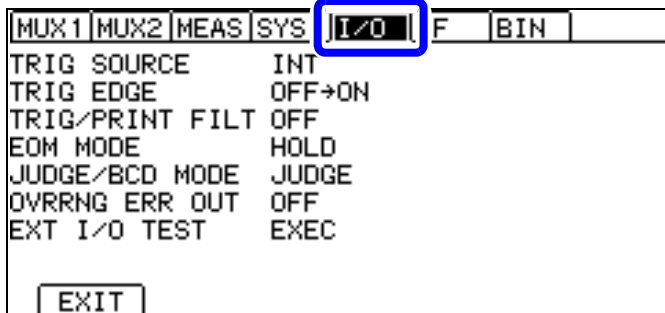 MUX1 MUX2 MEAS SYS I/O F BIN
TRIG SOURCE INT
TRIG EDGE OFF→ON
TRIG/PRINT FILT OFF
EOM MODE HOLD
JUDGE/BCD MODE JUDGE
OVRRNG ERR OUT OFF
EXT I/O TEST EXEC
EXIT